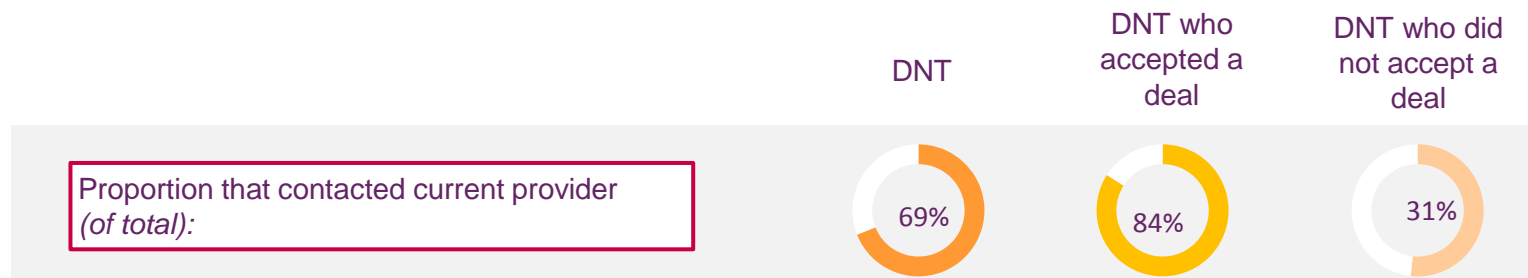 DNT
DNT who
accepted a
deal
DNT who did
not accept a
deal
Proportion that contacted current provider
(of total):
69%
84%
31%